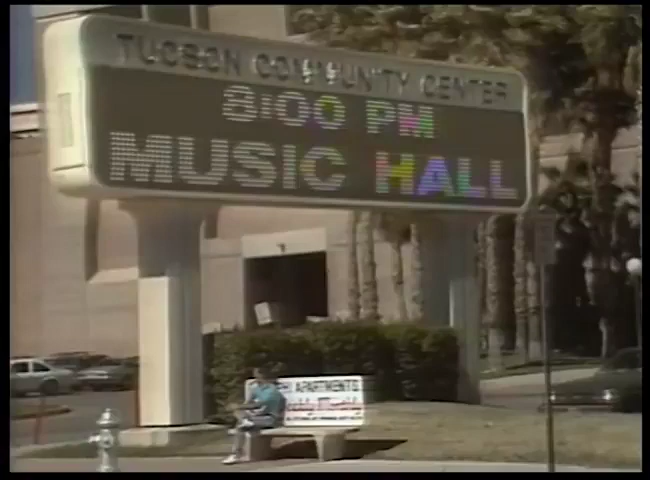 TUCSON COMMUNITY CENTER
8:00 PM
MUSIC HALL
APARTMENTS